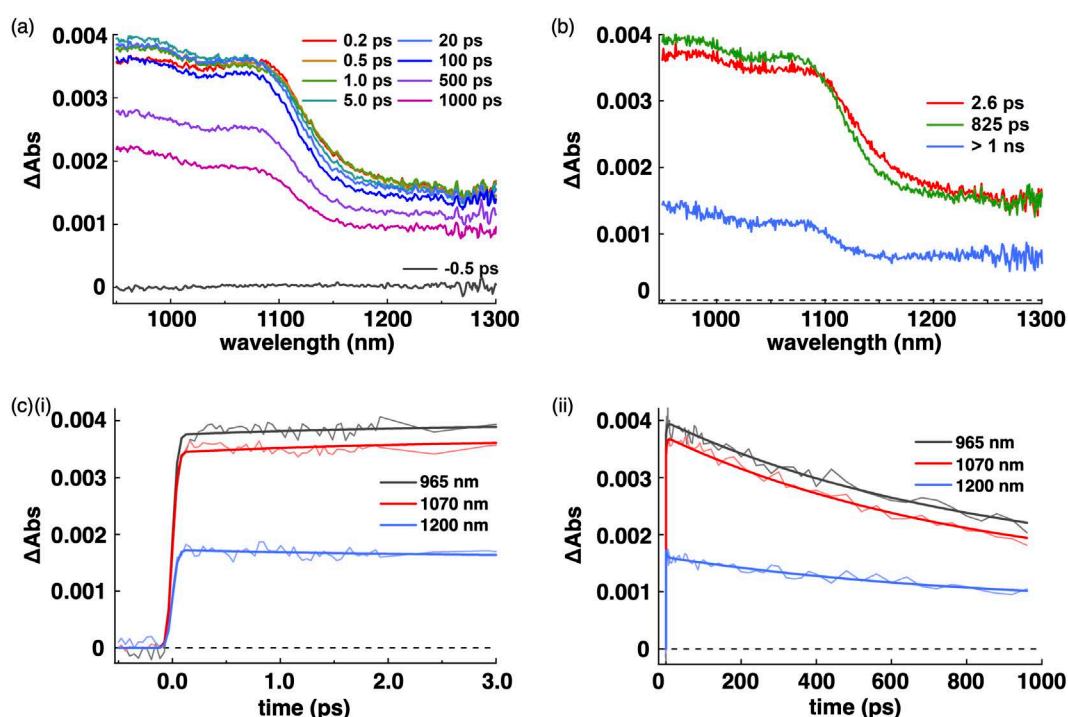 (a)
ΔAbs
0.004
0.003
0.002
0.001
0
0.2 ps
0.5 ps
1.0 ps
5.0 ps
20 ps
100 ps
500 ps
1000 ps
-0.5 ps
1000 1100 1200 1300
wavelength (nm)
(b)
ΔAbs
0.004
0.003
0.002
0.001
0
2.6 ps
825 ps
> 1 ns
1000 1100 1200 1300
wavelength (nm)
(c)(i)
ΔAbs
0.004
0.003
0.002
0.001
0
965 nm
1070 nm
1200 nm
0.0 1.0 2.0 3.0
time (ps)
(ii)
ΔAbs
0.004
0.003
0.002
0.001
0
965 nm
1070 nm
1200 nm
0 200 400 600 800 1000
time (ps)